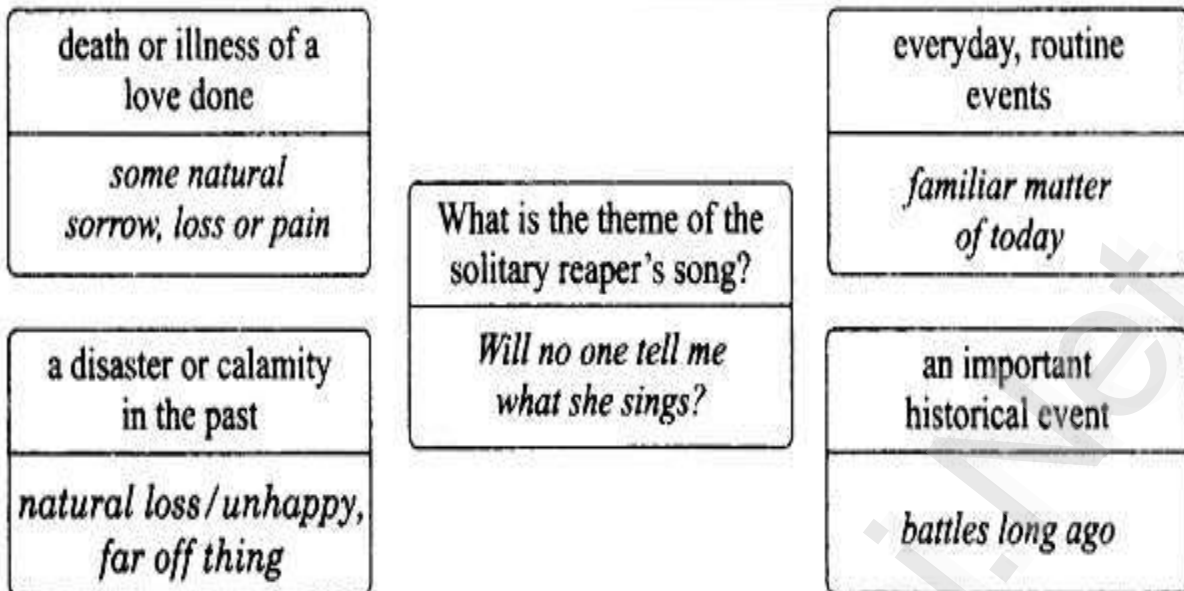 death or illness of a
love done
some natural
sorrow, loss or pain
everyday, routine
events
familiar matter
of today
What is the theme of the
solitary reaper's song?
Will no one tell me
what she sings?
a disaster or calamity
in the past
natural loss/unhappy,
far off thing
an important
historical event
battles long ago